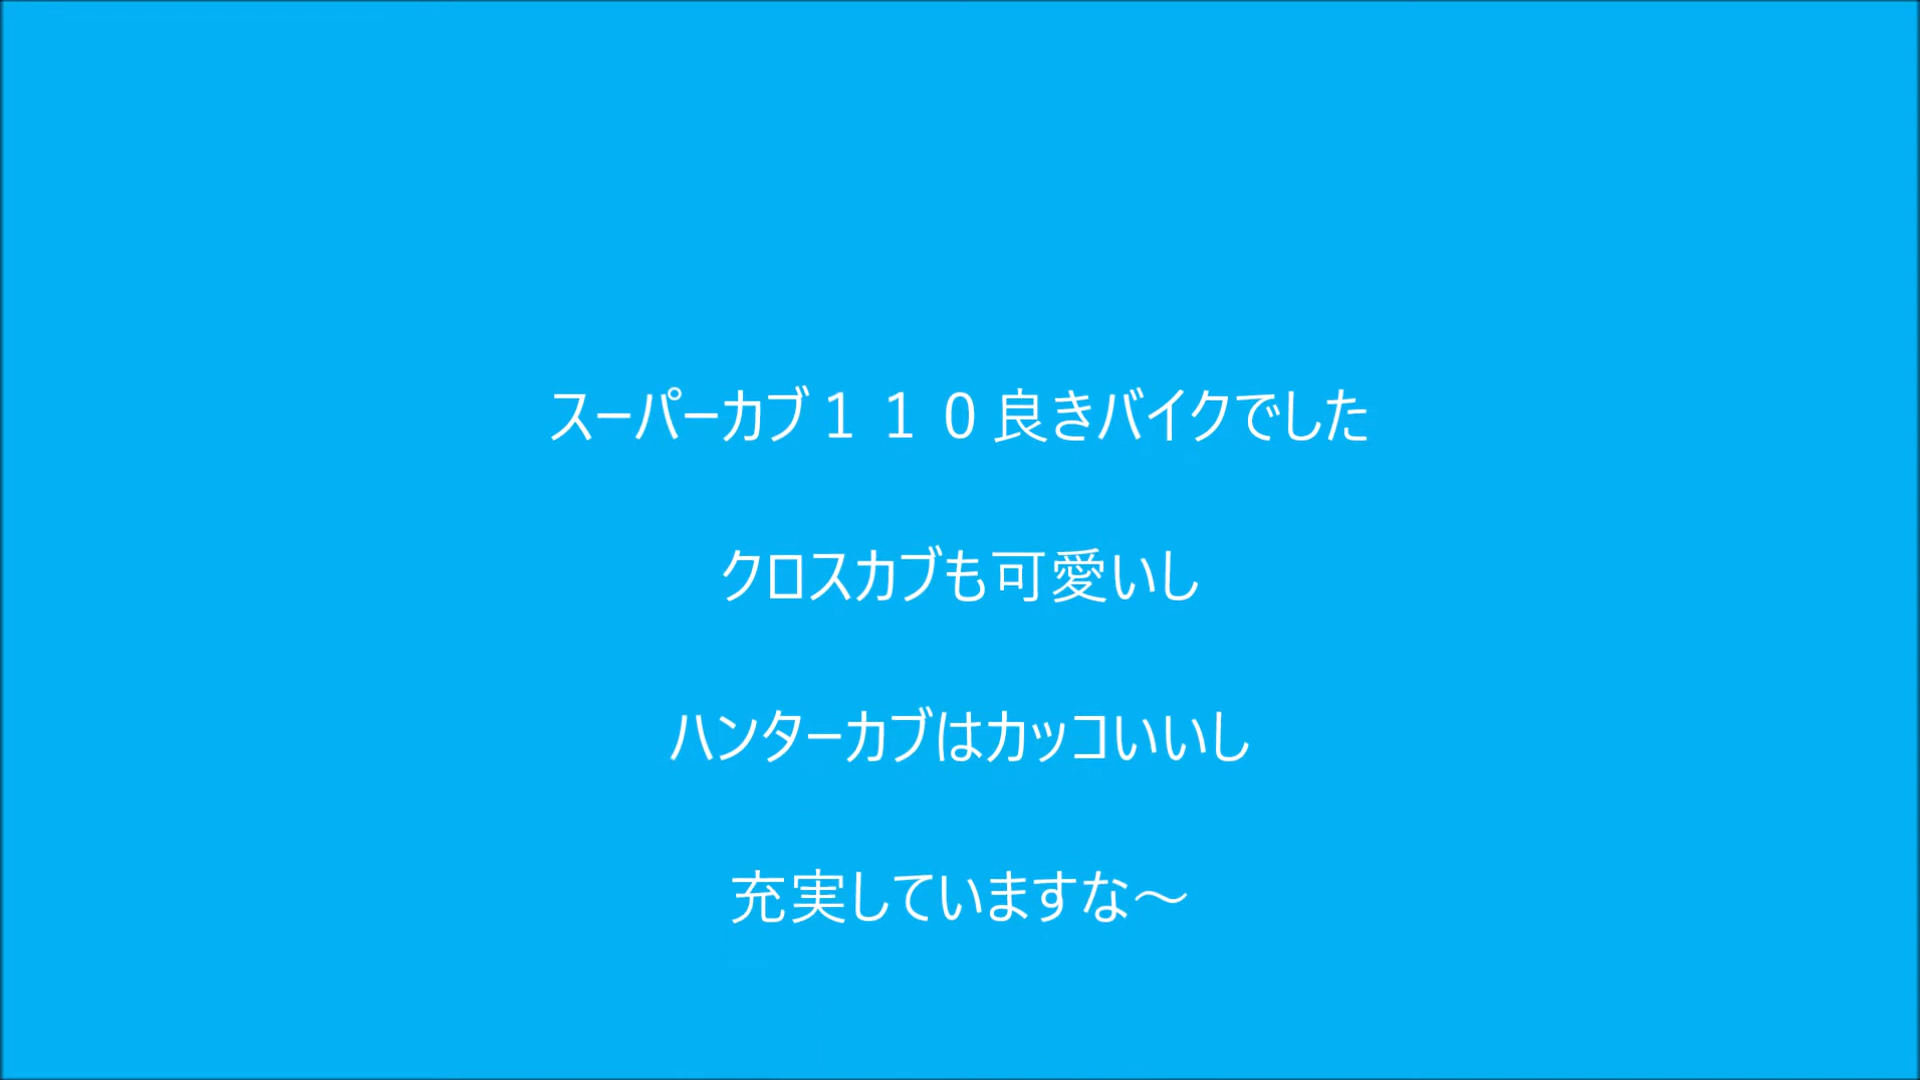 スーパーカブ１１０良きバイクでした
クロスカブも可愛いし
ハンターカブはカッコいいし
充実していますな～